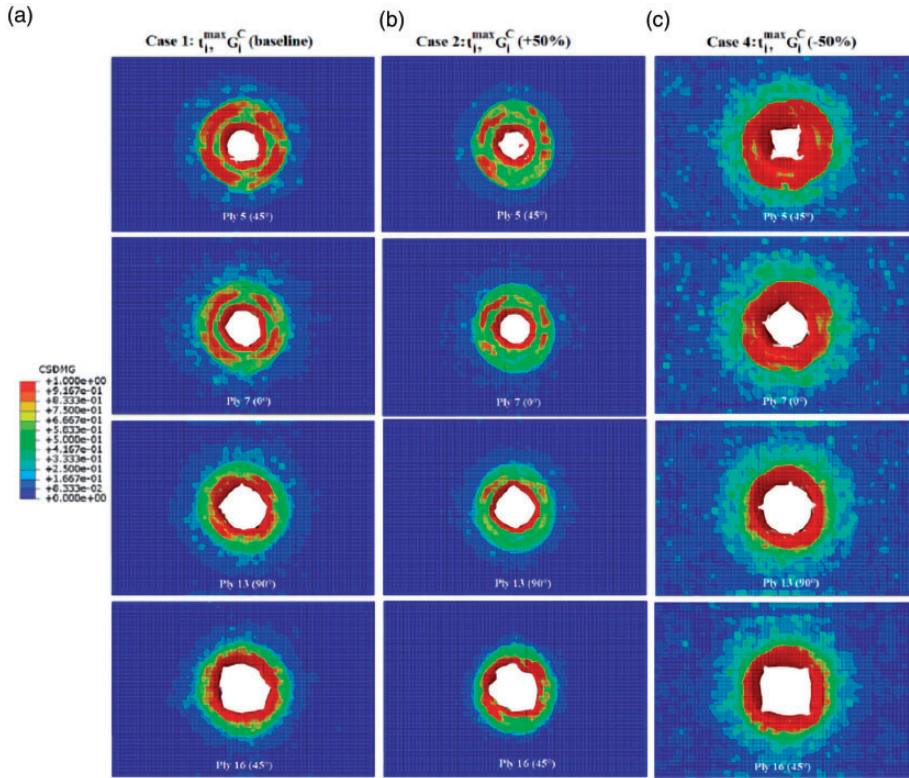 (a)
(b)
(c)
Case 1: t_i^max, G_i^C (baseline)
Case 2: t_i^max, G_i^C (+50%)
Case 4: t_i^max, G_i^C (-50%)
Ply 5 (45°)
Ply 5 (45°)
Ply 5 (45°)
Ply 7 (0°)
Ply 7 (0°)
Ply 7 (0°)
CSDMG
+1.000e+00
+9.167e-01
+8.333e-01
+7.500e-01
+6.667e-01
+5.833e-01
+5.000e-01
+4.167e-01
+3.333e-01
+2.500e-01
+1.667e-01
+8.333e-02
+0.000e+00
Ply 13 (90°)
Ply 13 (90°)
Ply 13 (90°)
Ply 16 (45°)
Ply 16 (45°)
Ply 16 (45°)